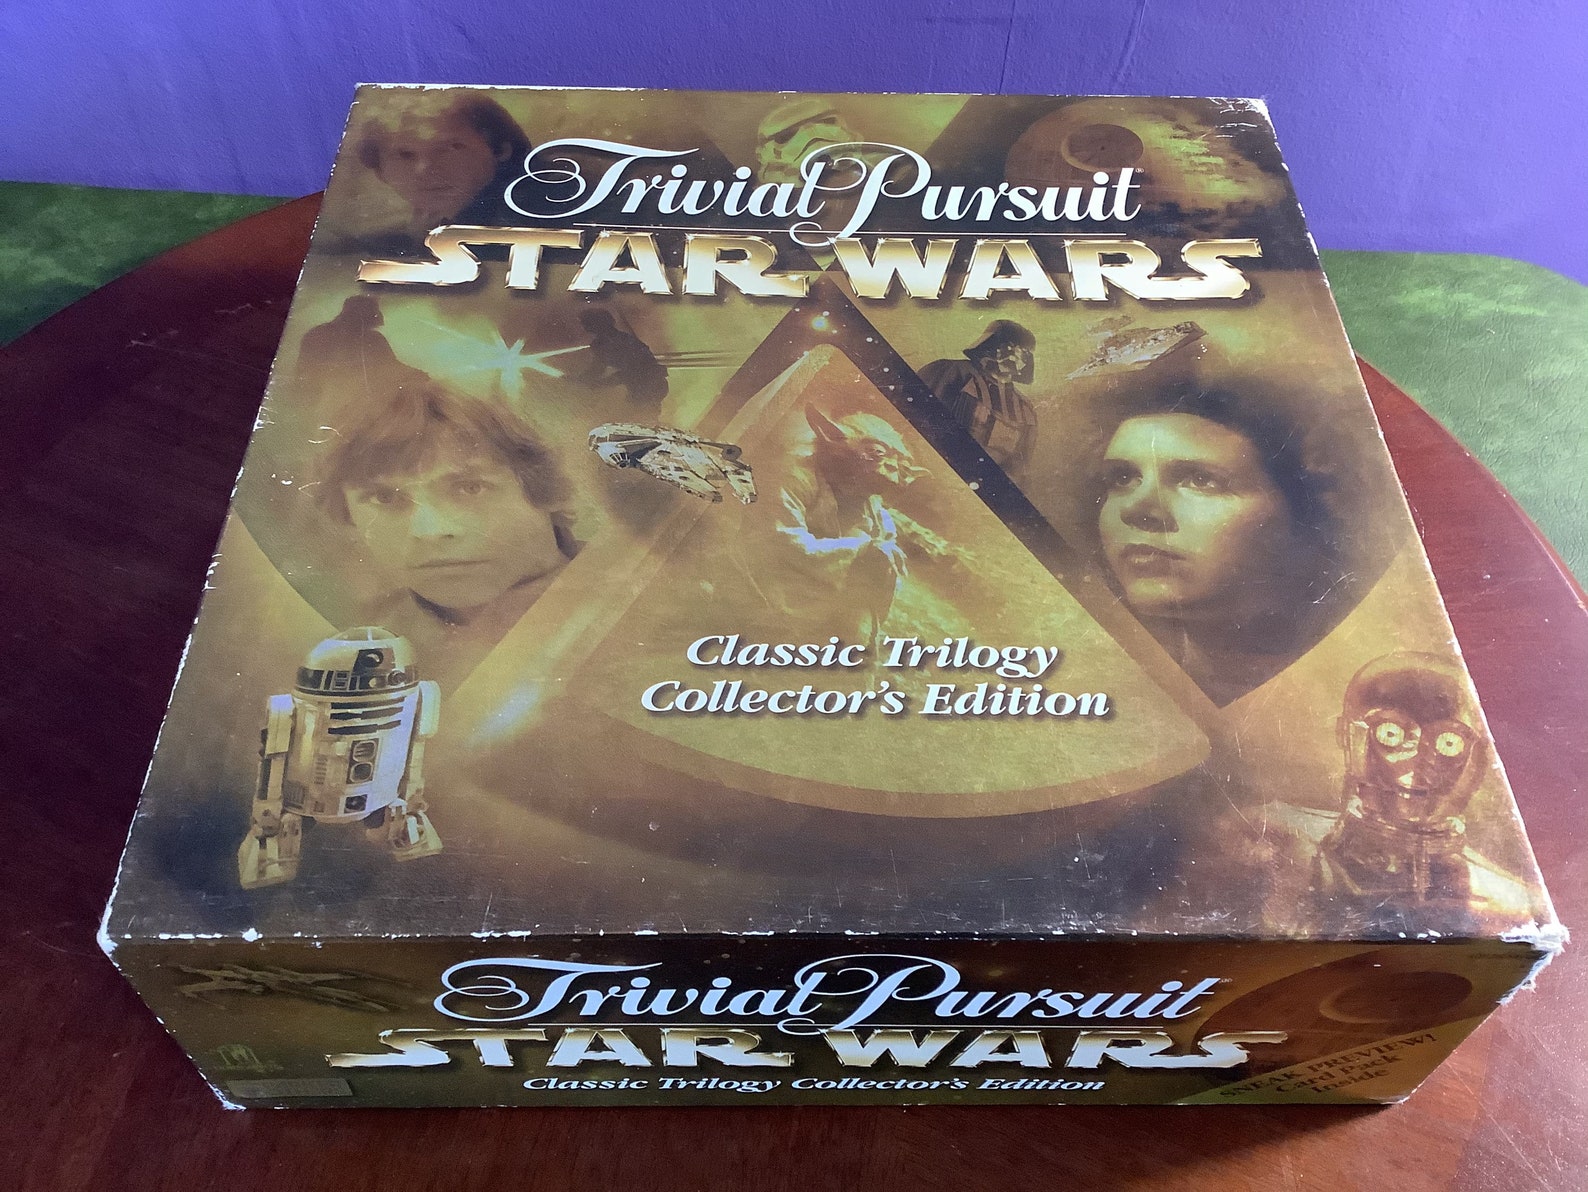 Trivial Pursuit
STAR WARS
Classic Trilogy
Collector's Edition
Trivial Pursuit
STAR WARS
Classic Trilogy Collector's Edition
SNEAK PREVIEW!
Card Pack
Inside